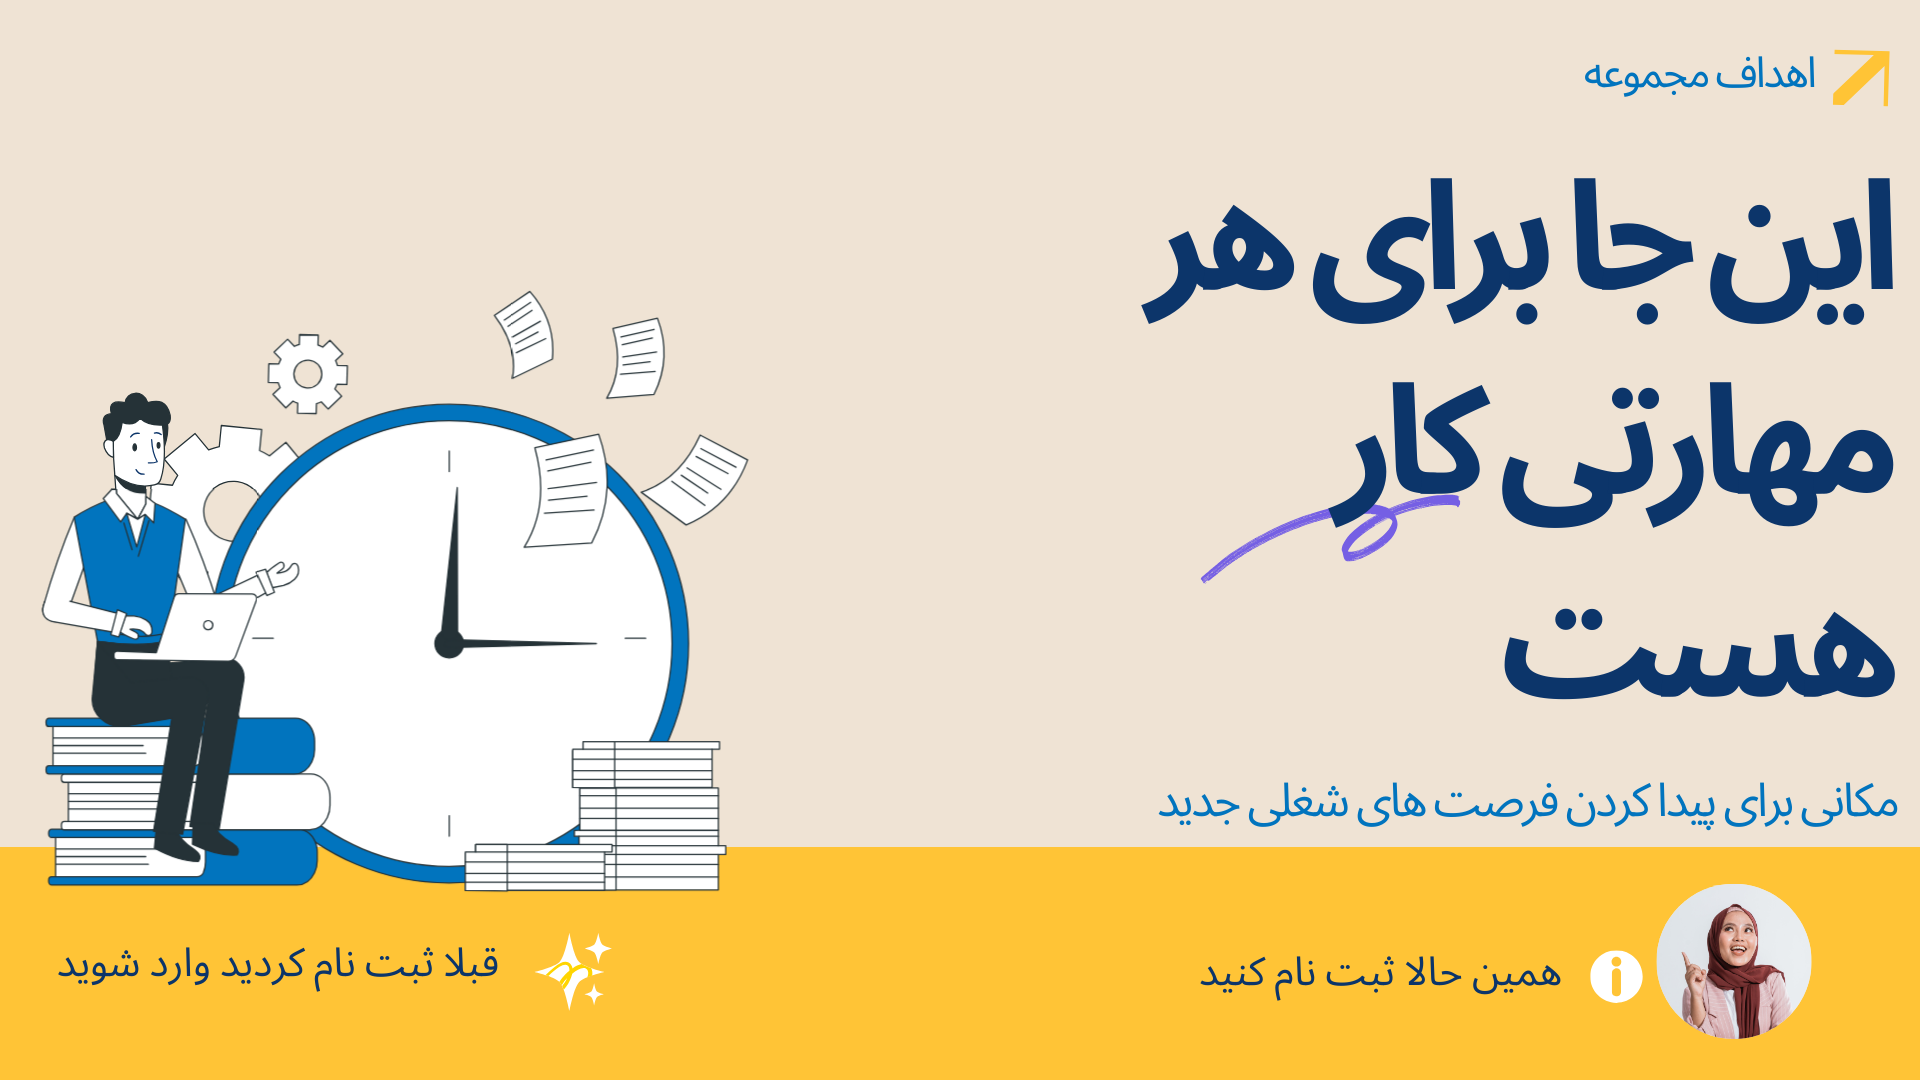 اهداف مجموعه
این جا برای هر
مهارتی کار
هست
مکانی برای پیدا کردن فرصت های شغلی جدید
همین حالا ثبت نام کنید
قبلا ثبت نام کردید وارد شوید